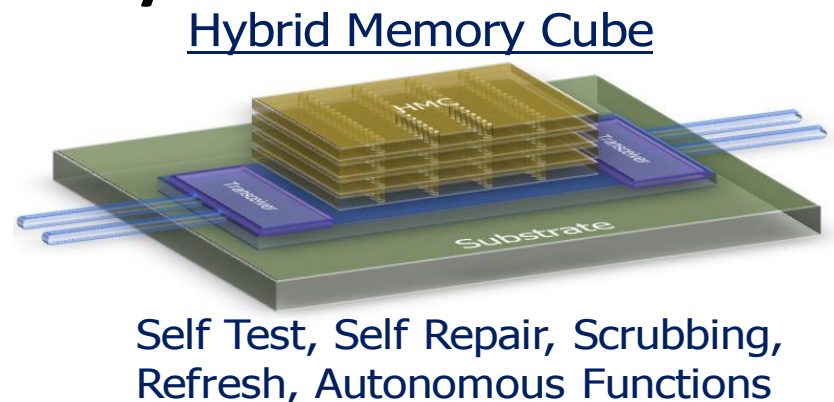 Hybrid Memory Cube
HMC
Transceiver
Transceiver
Substrate
Self Test, Self Repair, Scrubbing,
Refresh, Autonomous Functions